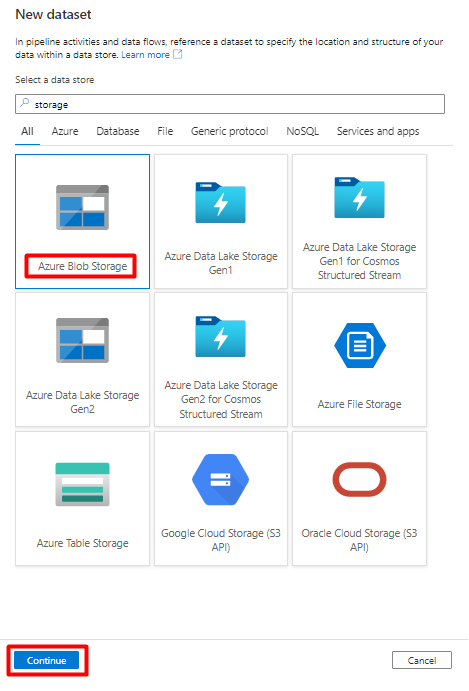 New dataset
In pipeline activities and data flows, reference a dataset to specify the location and structure of your
data within a data store. Learn more
Select a data store
storage
All Azure Database File Generic protocol NoSQL Services and apps
Azure Blob Storage
Azure Data Lake Storage
Gen1
Azure Data Lake Storage
Gen1 for Cosmos
Structured Stream
Azure Data Lake Storage
Gen2
Azure Data Lake Storage
Gen2 for Cosmos
Structured Stream
Azure File Storage
Azure Table Storage
Google Cloud Storage (S3
API)
Oracle Cloud Storage (S3
API)
Continue
Cancel